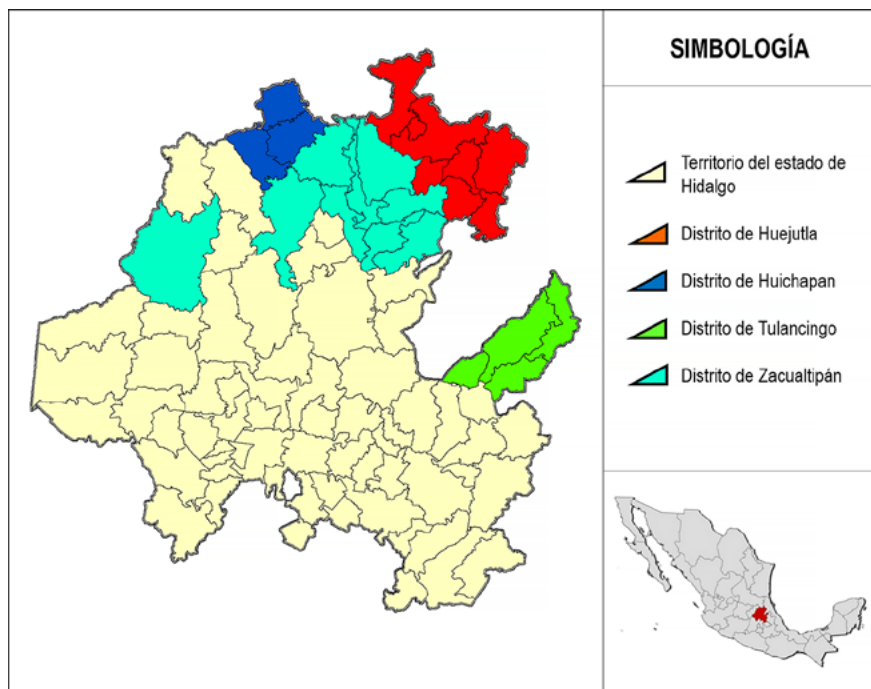 SIMBOLOGÍA
Territorio del estado de
Hidalgo
Distrito de Huejutla
Distrito de Huichapan
Distrito de Tulancingo
Distrito de Zacualtipán